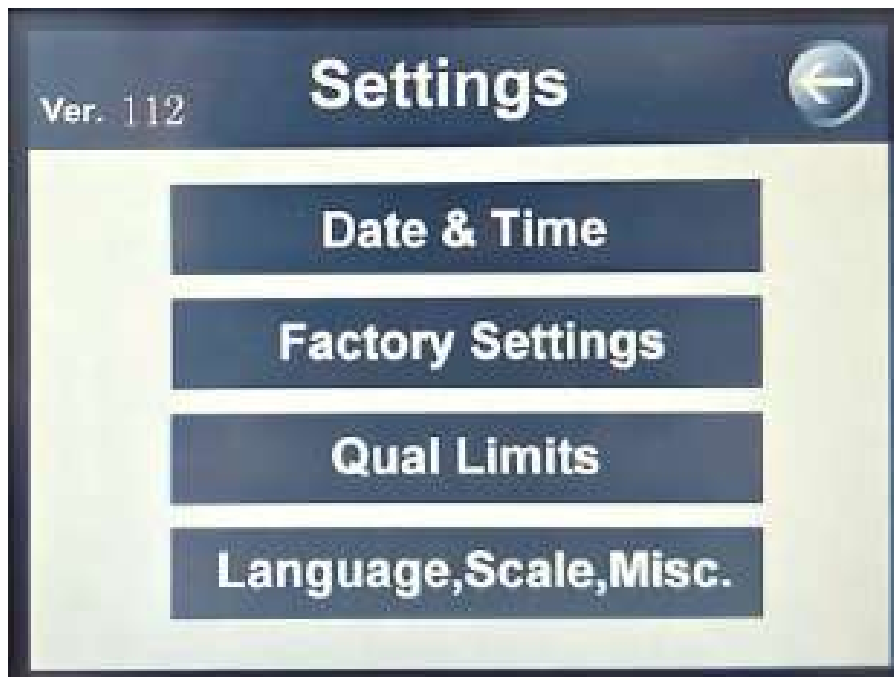 Settings
Ver. 112
Date & Time
Factory Settings
Qual Limits
Language,Scale,Misc.